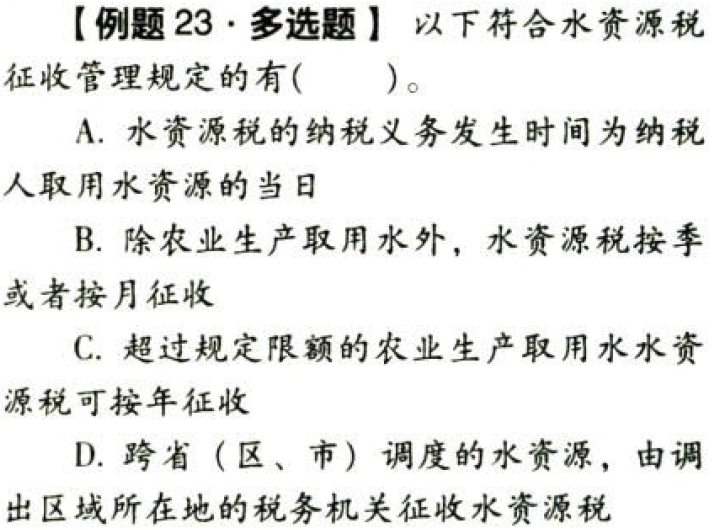 【例题 23·多选题】 以下符合水资源税
征收管理规定的有(　　)。
A. 水资源税的纳税义务发生时间为纳税
人取用水资源的当日
B. 除农业生产取用水外，水资源税按季
或者按月征收
C. 超过规定限额的农业生产取用水水资
源税可按年征收
D. 跨省（区、市）调度的水资源，由调
出区域所在地的税务机关征收水资源税